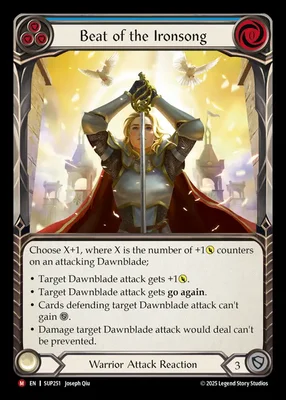 Beat of the Ironsong
Choose X+1, where X is the number of +1 counters
on an attacking Dawnblade;
• Target Dawnblade attack gets +1.
• Target Dawnblade attack gets go again.
• Cards defending target Dawnblade attack can't
gain.
• Damage target Dawnblade attack would deal can't
be prevented.
Warrior Attack Reaction
3
M EN | SUP251 Joseph Qiu
© 2025 Legend Story Studios